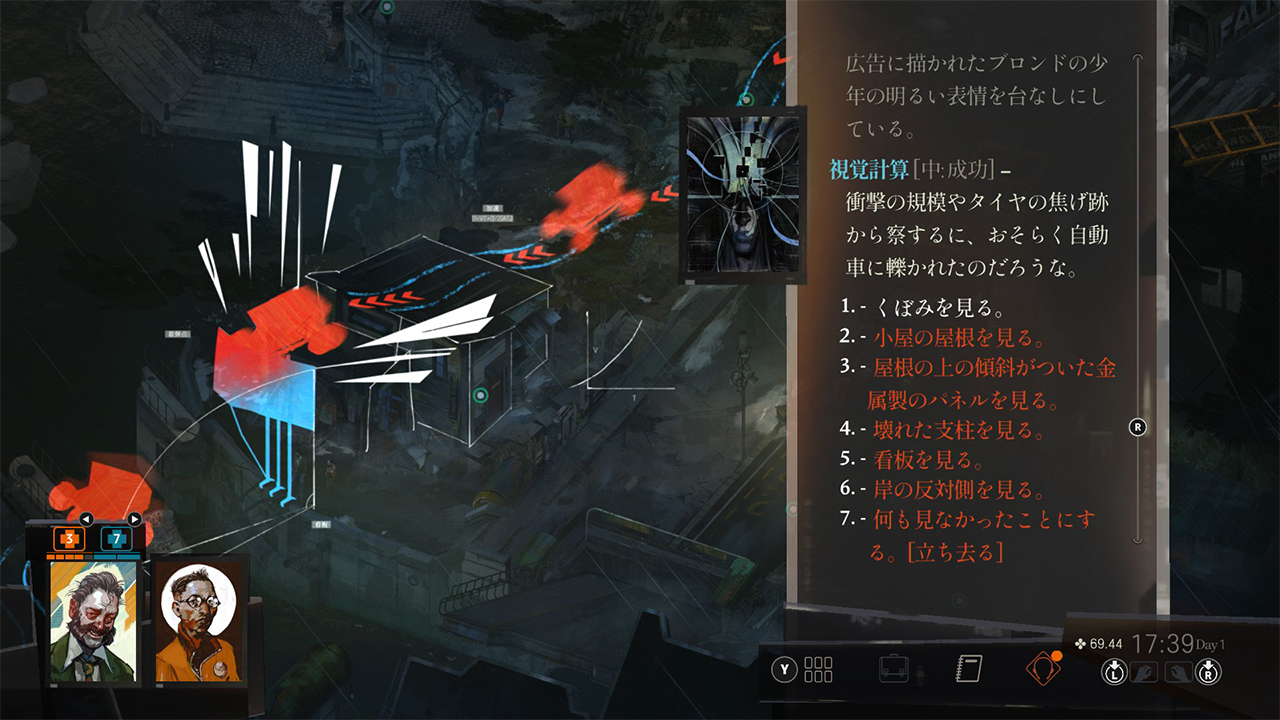 広告に描かれたブロンドの少
年の明るい表情を台なしにし
ている。
視覚計算 [中:成功] –
衝撃の規模やタイヤの焦げ跡
から察するに、おそらく自動
車に轢かれたのだろうな。
1. - くぼみを見る。
2. - 小屋の屋根を見る。
3. - 屋根の上の傾斜がついた金
属製のパネルを見る。
4. - 壊れた支柱を見る。
5. - 看板を見る。
6. - 岸の反対側を見る。
7. - 何も見なかったことにす
る。[立ち去る]
R
加速
V
T
看板
3
7
69.44 17:39 Day 1
Y
L
R